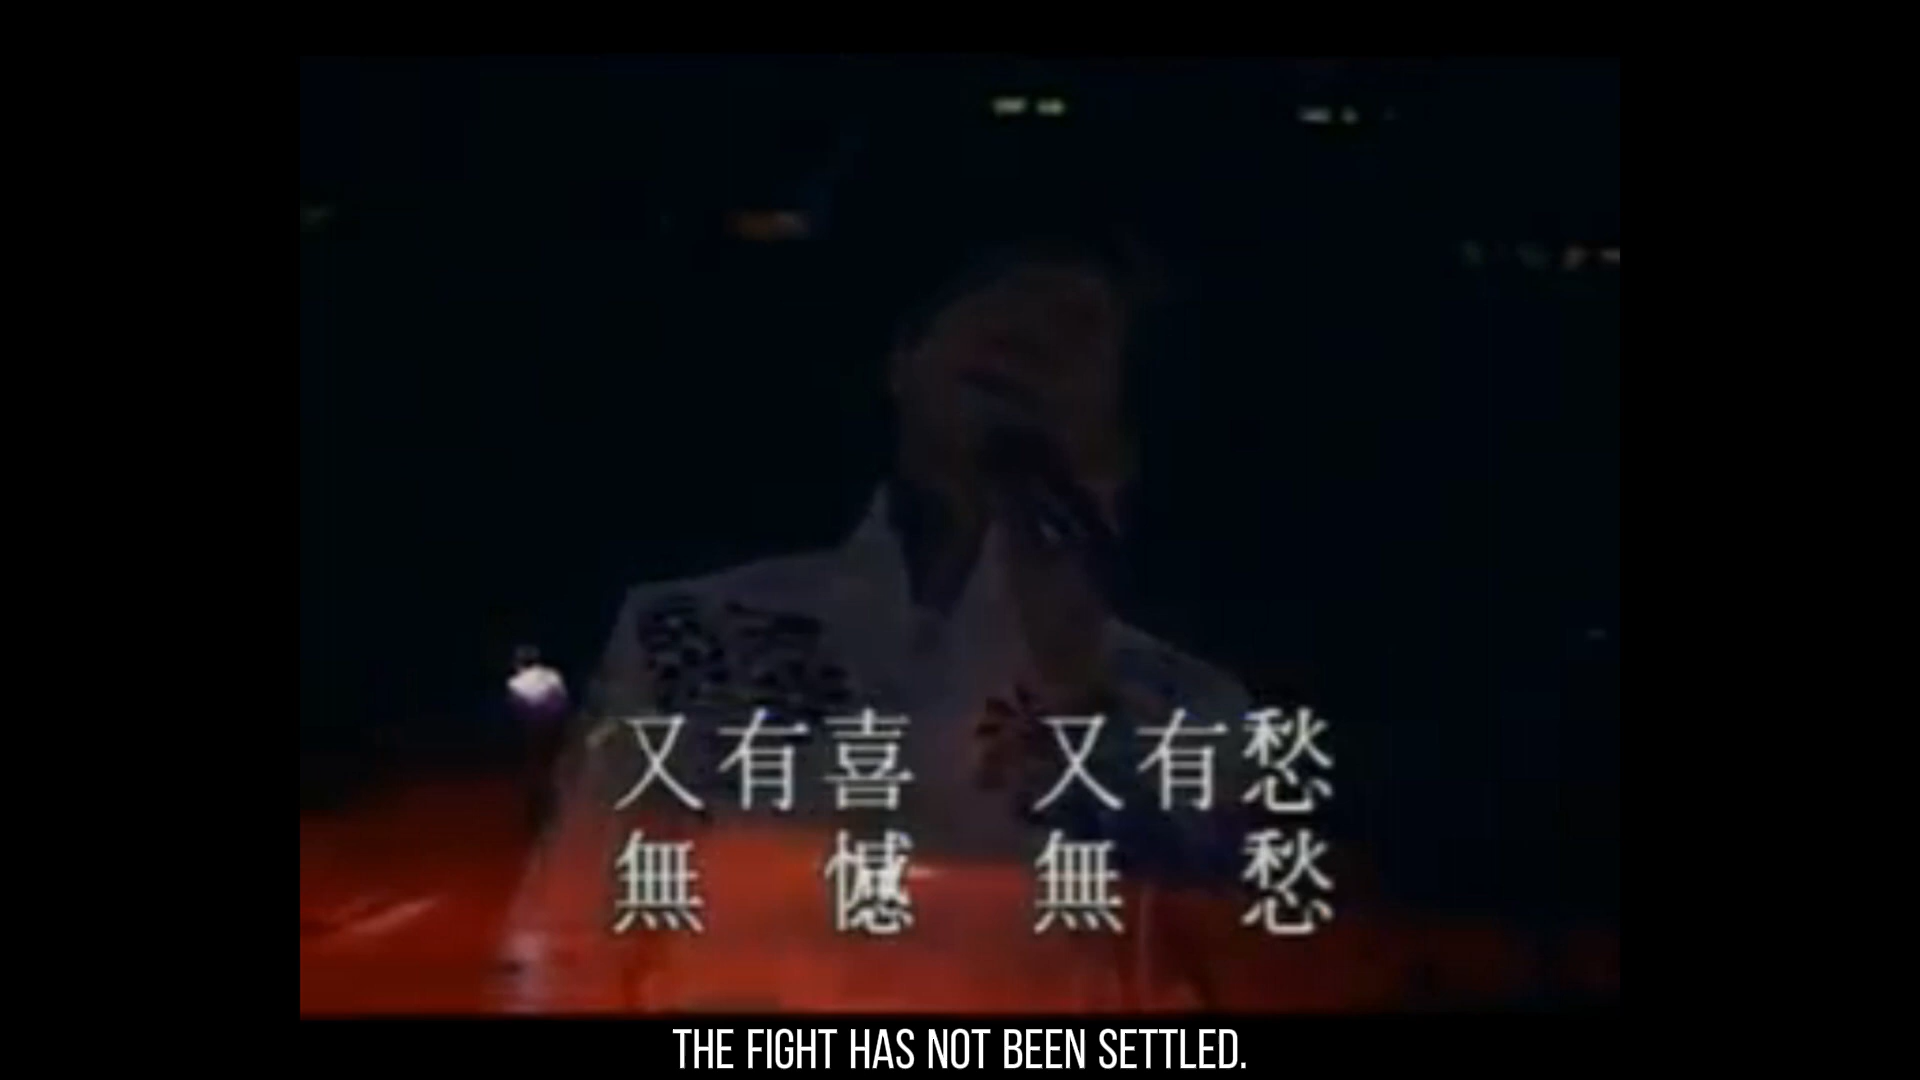 又有喜 又有愁
無 憾 無 愁
THE FIGHT HAS NOT BEEN SETTLED.